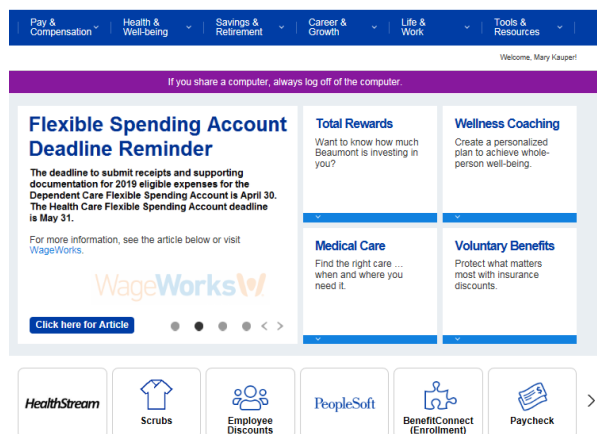 Pay &
Compensation
Health &
Well-being
Savings &
Retirement
Career &
Growth
Life &
Work
Tools &
Resources
Welcome, Mary Kauper!
If you share a computer, always log off of the computer.
Flexible Spending Account
Deadline Reminder
The deadline to submit receipts and supporting
documentation for 2019 eligible expenses for the
Dependent Care Flexible Spending Account is April 30.
The Health Care Flexible Spending Account deadline
is May 31.
For more information, see the article below or visit
WageWorks.
WageWorks
Click here for Article
Total Rewards
Want to know how much
Beaumont is investing in
you?
Wellness Coaching
Create a personalized
plan to achieve whole-
person well-being.
Medical Care
Find the right care ...
when and where you
need it.
Voluntary Benefits
Protect what matters
most with insurance
discounts.
HealthStream
Scrubs
Employee
Discounts
PeopleSoft
BenefitConnect
(Enrollment)
Paycheck